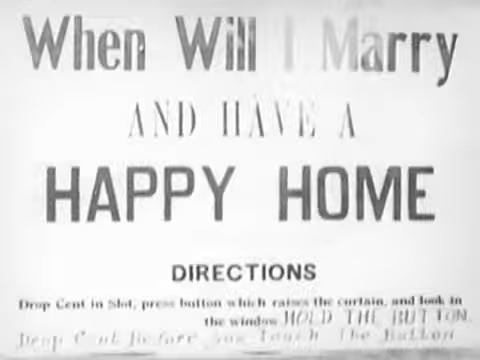 When Will I Marry
AND HAVE A
HAPPY HOME
DIRECTIONS
Drop Cent in Slot, press button which raises the curtain, and look in
the window HOLD THE BUTTON.
Drop Cent Before You Touch The Button